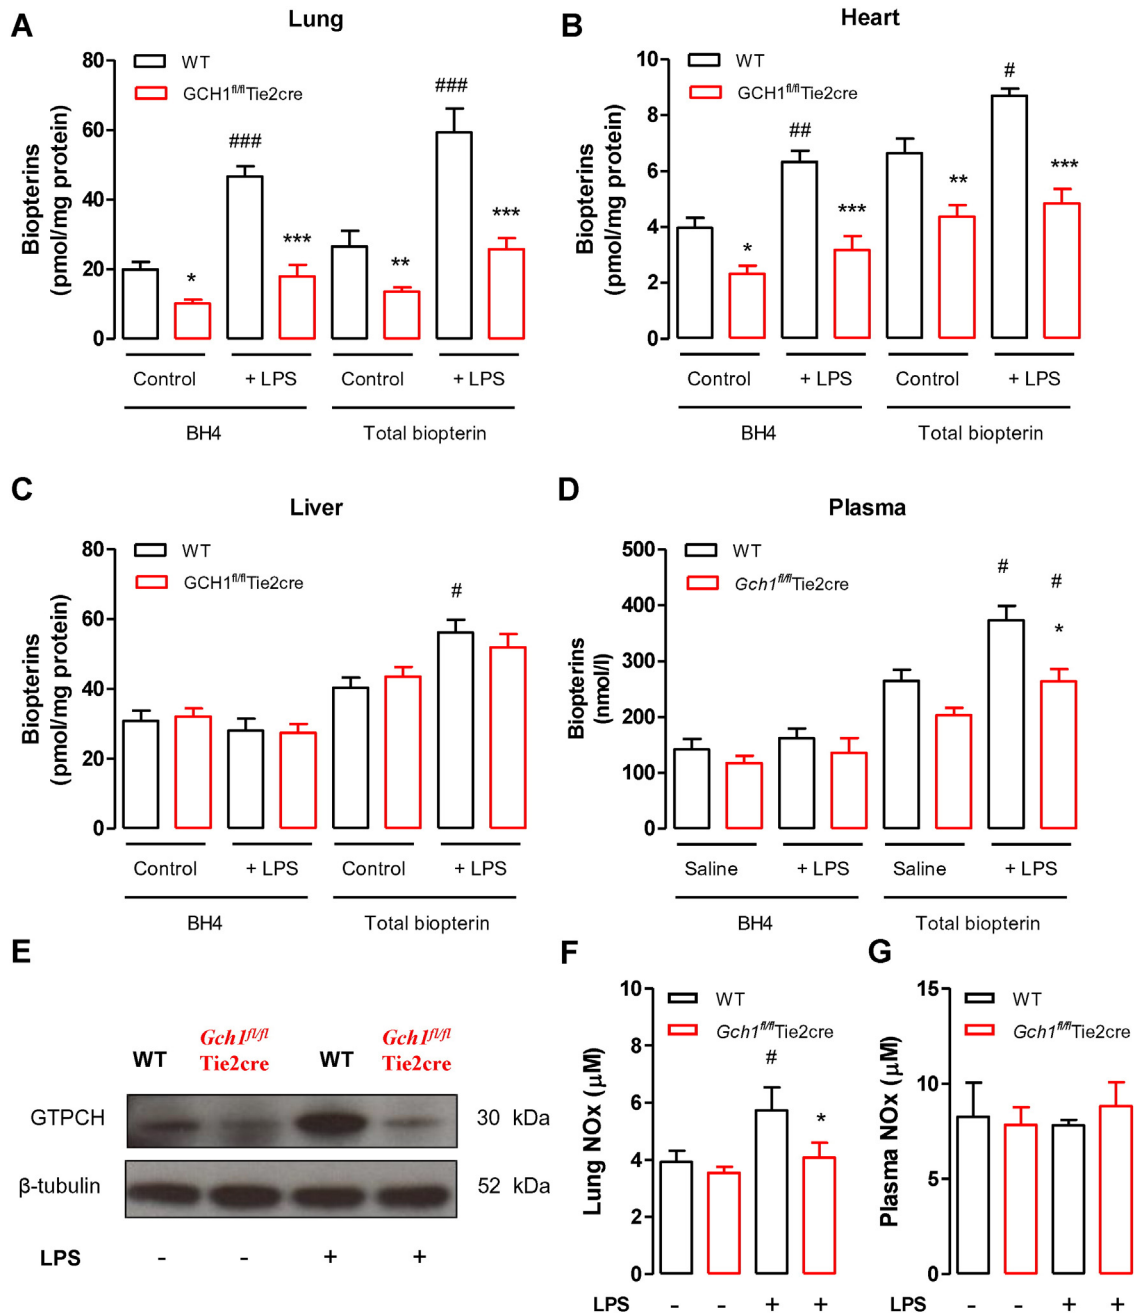 A
Lung
80
60
40
20
0
Biopterins
(pmol/mg protein)
WT
GCH1fl/flTie2cre
*
###
***
**
###
***
Control
+ LPS
Control
+ LPS
BH4
Total biopterin
B
Heart
10
8
6
4
2
0
Biopterins
(pmol/mg protein)
WT
GCH1fl/flTie2cre
*
##
***
**
#
***
Control
+ LPS
Control
+ LPS
BH4
Total biopterin
C
Liver
80
60
40
20
0
Biopterins
(pmol/mg protein)
WT
GCH1fl/flTie2cre
#
Control
+ LPS
Control
+ LPS
BH4
Total biopterin
D
Plasma
500
400
300
200
100
0
Biopterins
(nmol/l)
WT
Gch1fl/flTie2cre
#
#
*
Saline
+ LPS
Saline
+ LPS
BH4
Total biopterin
E
WT
Gch1fl/fl
Tie2cre
WT
Gch1fl/fl
Tie2cre
GTPCH
30 kDa
β-tubulin
52 kDa
LPS - - + +
F
10
8
6
4
2
0
Lung NOx (μM)
WT
Gch1fl/flTie2cre
#
*
LPS - - + +
G
15
10
5
0
Plasma NOx (μM)
WT
Gch1fl/flTie2cre
LPS - - + +